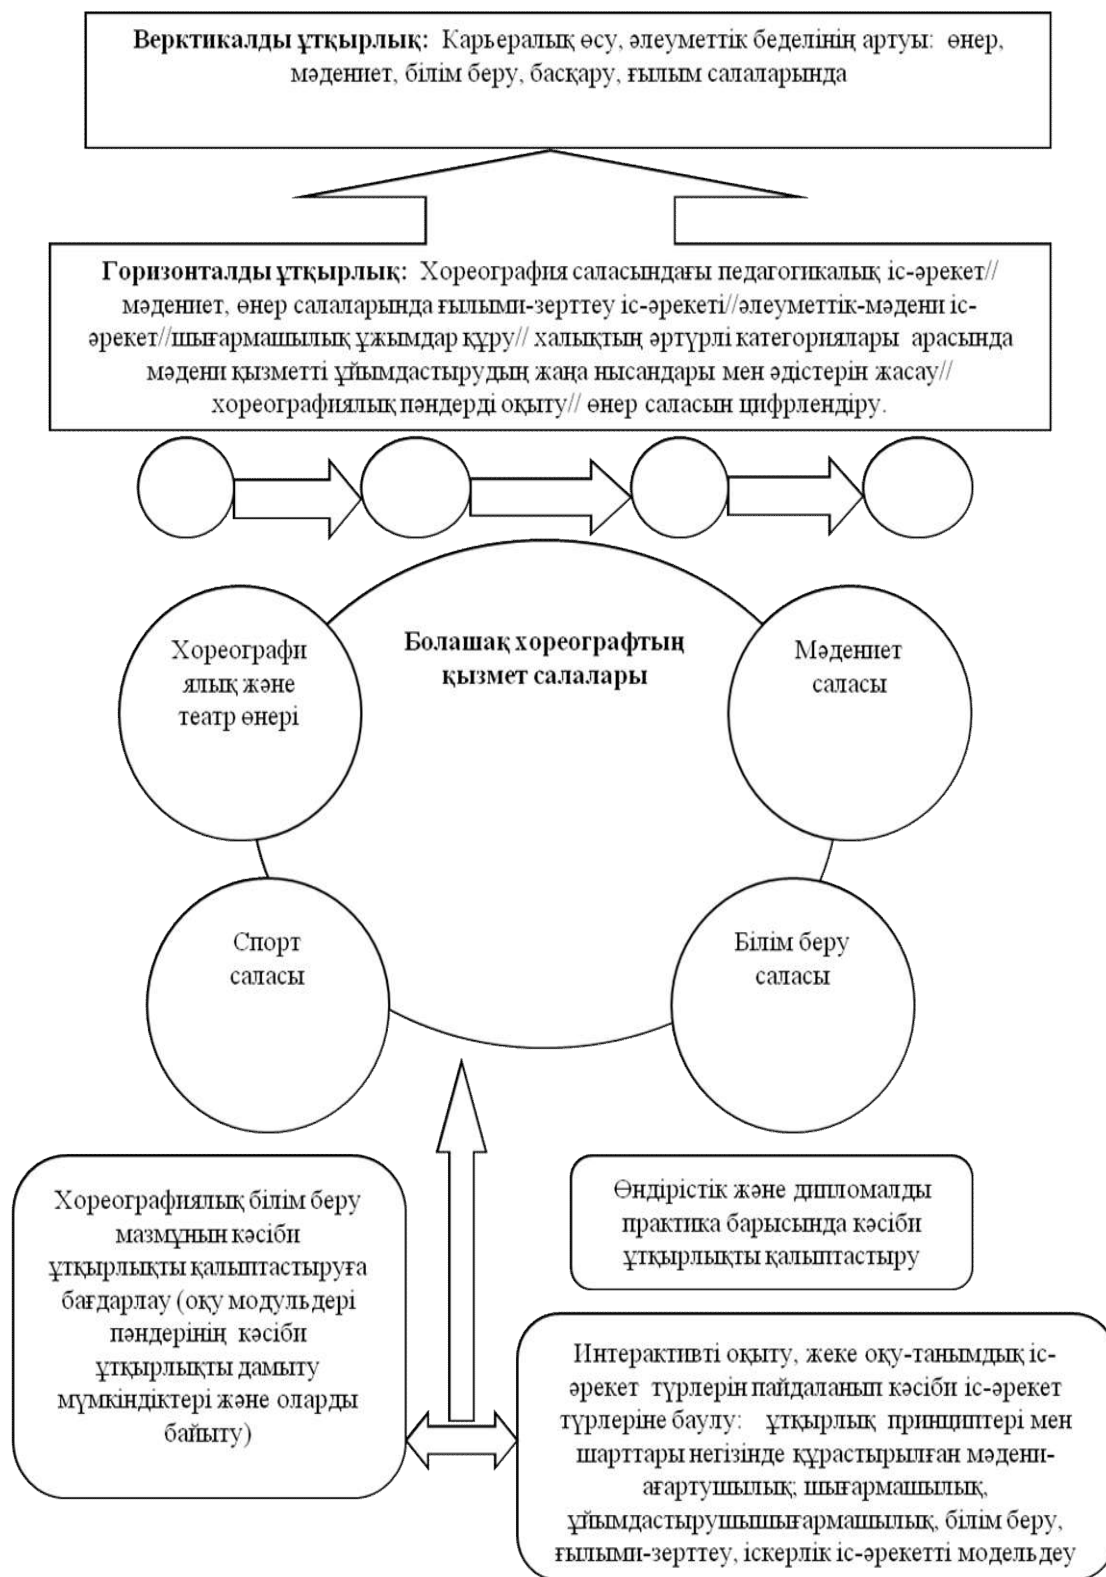 Верктикалды ұтқырлық: Карьералық өсу, әлеуметтік беделінің артуы: өнер,
мәдениет, білім беру, басқару, ғылым салаларында
Горизонталды ұтқырлық: Хореография саласындағы педагогикалық іс-әрекет//
мәдениет, өнер салаларында ғылыми-зерттеу іс-әрекеті//әлеуметтік-мәдени іс-
әрекет//шығармашылық ұжымдар құру// халықтың әртүрлі категориялары арасында
мәдени қызметті ұйымдастырудың жаңа нысандары мен әдістерін жасау//
хореографиялық пәндерді оқыту// өнер саласын цифрлендіру.
Болашақ хореографтың
қызмет салалары
Хореографи
ялық және
театр өнері
Мәдениет
саласы
Спорт
саласы
Білім беру
саласы
Хореографиялық білім беру
мазмұнын кәсіби
ұтқырлықты қалыптастыруға
бағдарлау (оқу модульдері
пәндерінің кәсіби
ұтқырлықты дамыту
мүмкіндіктері және оларды
байыту)
Өндірістік және дипломалды
практика барысында кәсіби
ұтқырлықты қалыптастыру
Интерактивті оқыту, жеке оқу-танымдық іс-
әрекет түрлерін пайдаланып кәсіби іс-әрекет
түрлеріне баулу: ұтқырлық принциптері мен
шарттары негізінде құрастырылған мәдени-
ағартушылық; шығармашылық,
ұйымдастырушышығармашылық, білім беру,
ғылыми-зерттеу, іскерлік іс-әрекетті модельдеу